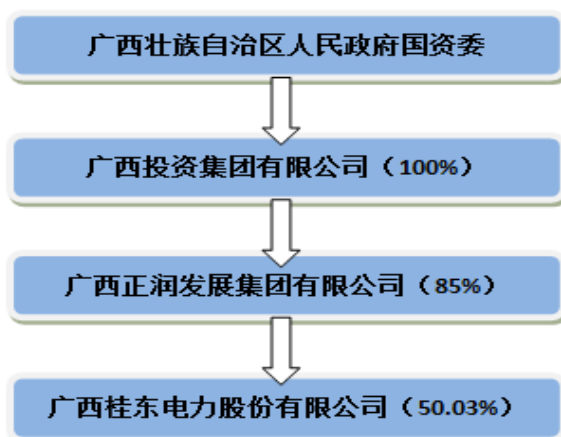 广西壮族自治区人民政府国资委
广西投资集团有限公司（100%）
广西正润发展集团有限公司（85%）
广西桂东电力股份有限公司（50.03%）